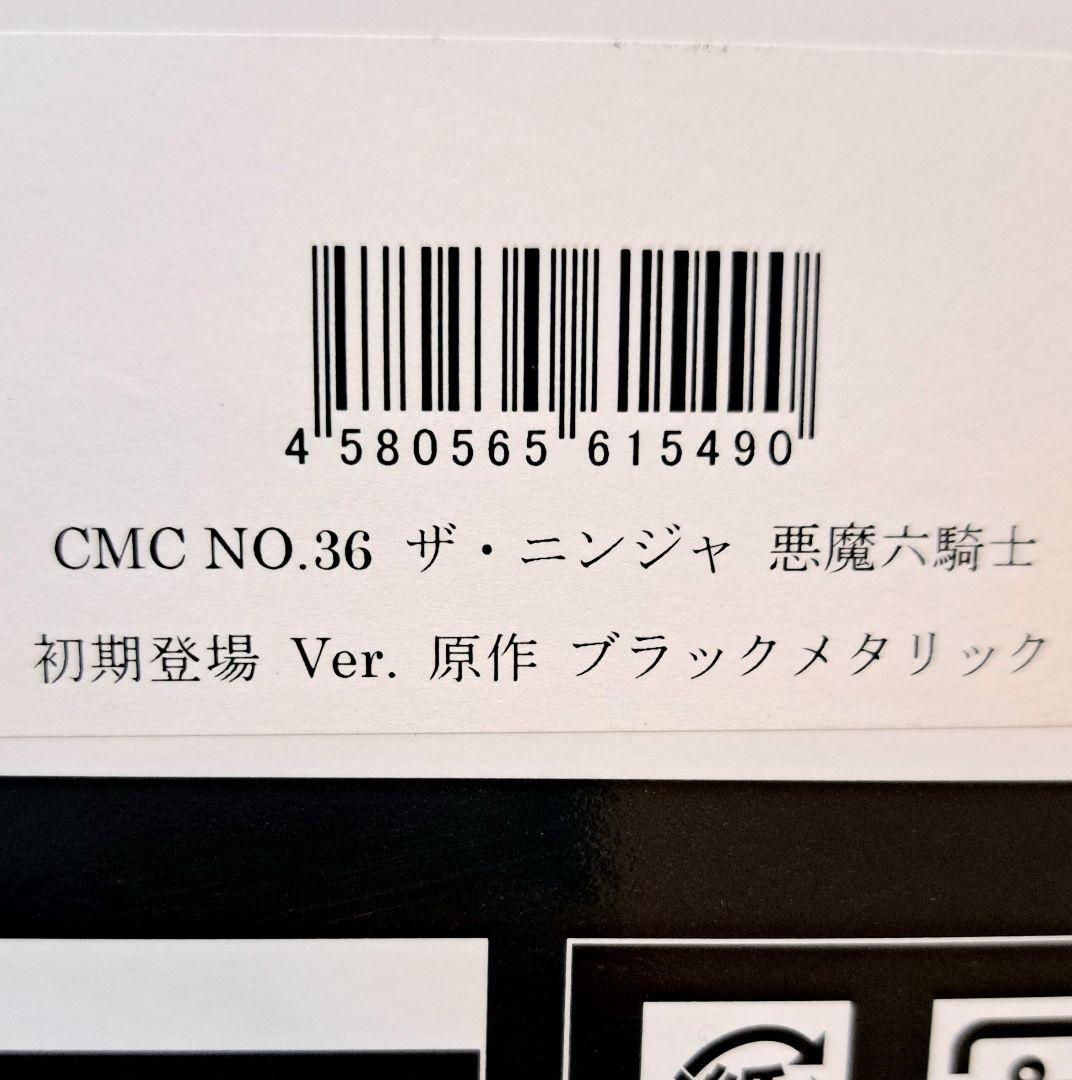 4 580565 615490
CMC NO.36 ザ・ニンジャ 悪魔六騎士
初期登場 Ver. 原作 ブラックメタリック